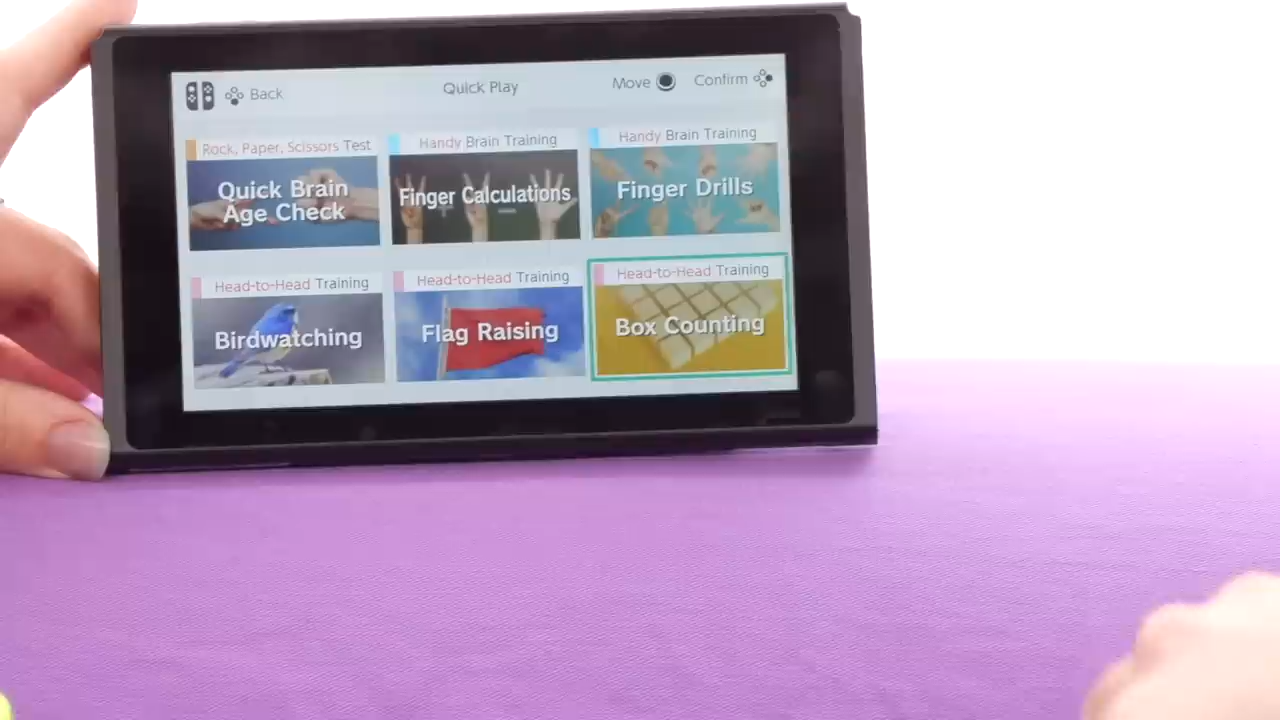 Back
Quick Play
Move
Confirm
Rock, Paper, Scissors Test
Quick Brain
Age Check
Handy Brain Training
Finger Calculations
Handy Brain Training
Finger Drills
Head-to-Head Training
Birdwatching
Head-to-Head Training
Flag Raising
Head-to-Head Training
Box Counting